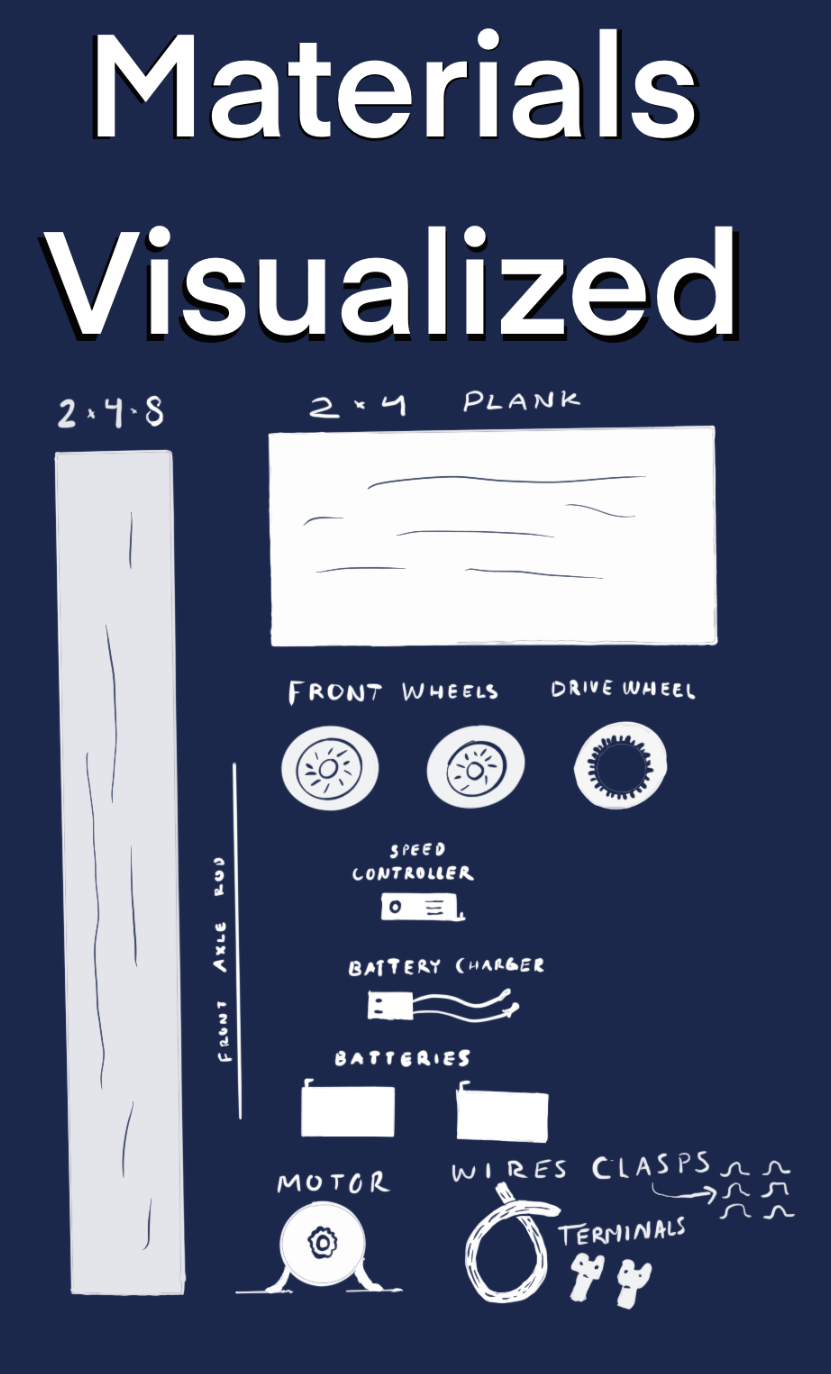 Materials
Visualized
2×4×8
2×4 PLANK
FRONT WHEELS
DRIVE WHEEL
FRONT AXLE ROD
SPEED
CONTROLLER
BATTERY CHARGER
BATTERIES
MOTOR
WIRES
CLASPS
TERMINALS